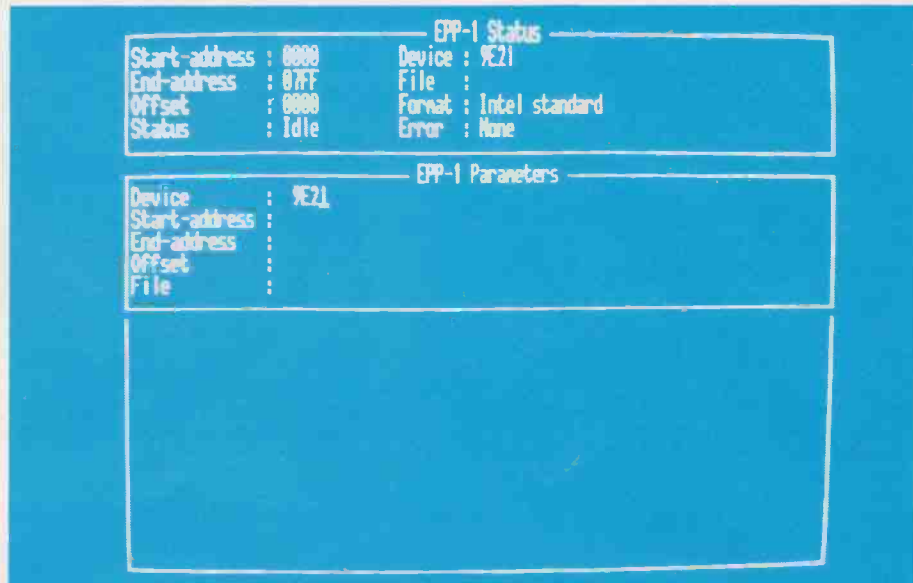 EPP-1 Status
Start-address : 0000 Device : 9E21
End-address : 07FF File :
Offset : 0000 Format : Intel standard
Status : Idle Error : None
EPP-1 Parameters
Device : 9E21
Start-address :
End-address :
Offset :
File :